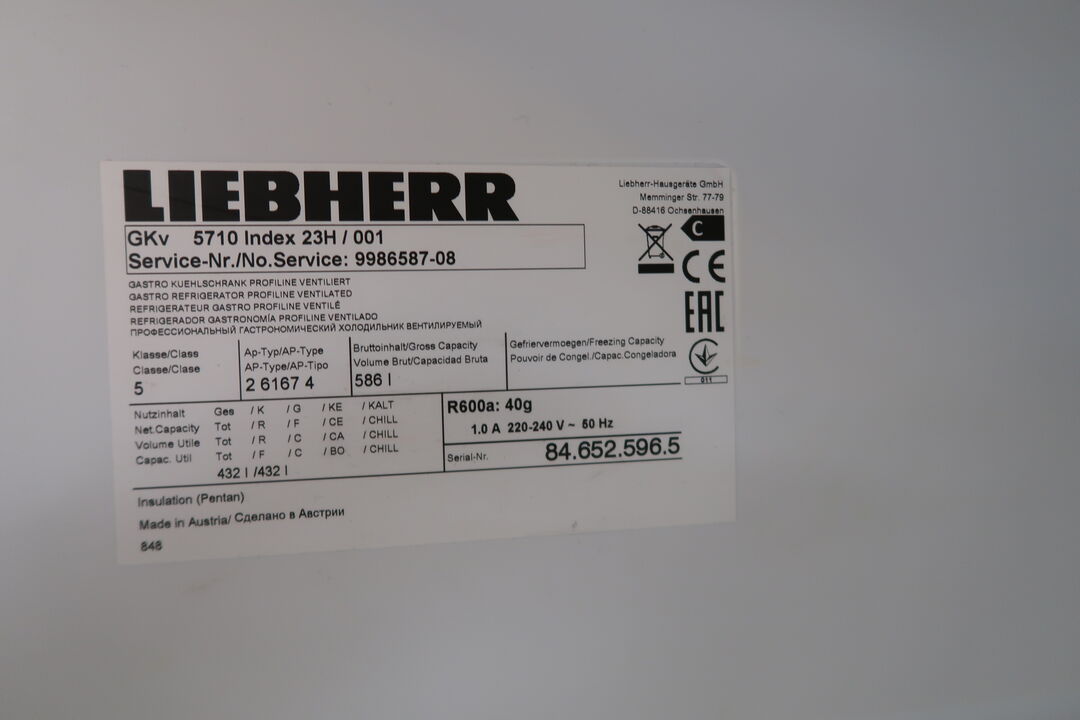 LIEBHERR
Liebherr-Hausgeräte GmbH
Memminger Str. 77-79
D-88416 Ochsenhausen
GKv 5710 Index 23H / 001
Service-Nr./No.Service: 9986587-08
C
CE
EAC
GASTRO KUEHLSCHRANK PROFILINE VENTILIERT
GASTRO REFRIGERATOR PROFILINE VENTILATED
REFRIGERATEUR GASTRO PROFILINE VENTILÉ
REFRIGERADOR GASTRONOMÍA PROFILINE VENTILADO
ПРОФЕССИОНАЛЬНЫЙ ГАСТРОНОМИЧЕСКИЙ ХОЛОДИЛЬНИК ВЕНТИЛИРУЕМЫЙ
Klasse/Class
Classe/Clase
5
Ap-Typ/AP-Type
AP-Type/AP-Tipo
2 6167 4
Bruttoinhalt/Gross Capacity
Volume Brut/Capacidad Bruta
586 l
Gefriervermoegen/Freezing Capacity
Pouvoir de Congel./Capac.Congeladora
011
Nutzinhalt Ges / K / G / KE / KALT
Net.Capacity Tot / R / F / CE / CHILL
Volume Utile Tot / R / C / CA / CHILL
Capac. Util Tot / F / C / BO / CHILL
432 l /432 l
R600a: 40g
1.0 A 220-240 V ~ 50 Hz
Serial-Nr. 84.652.596.5
Insulation (Pentan)
Made in Austria/ Сделано в Австрии
848